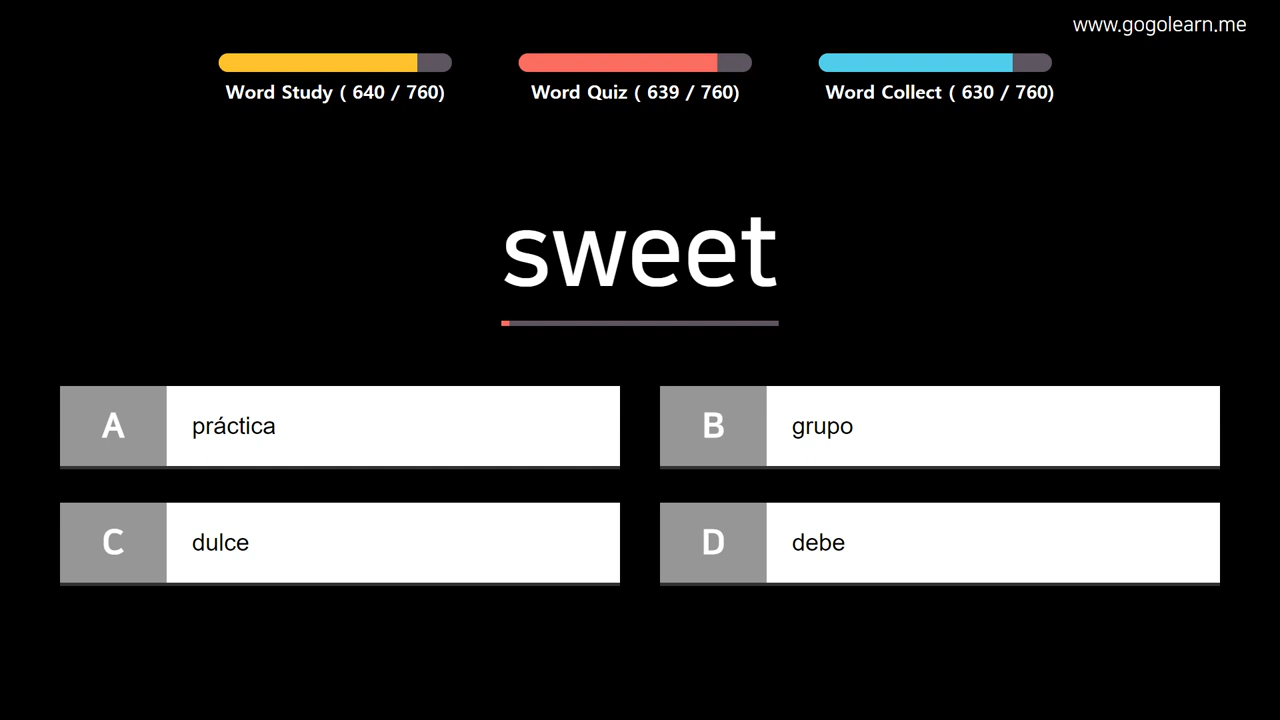 www.gogolearn.me
Word Study ( 640 / 760)
Word Quiz ( 639 / 760)
Word Collect ( 630 / 760)
sweet
A práctica
B grupo
C dulce
D debe